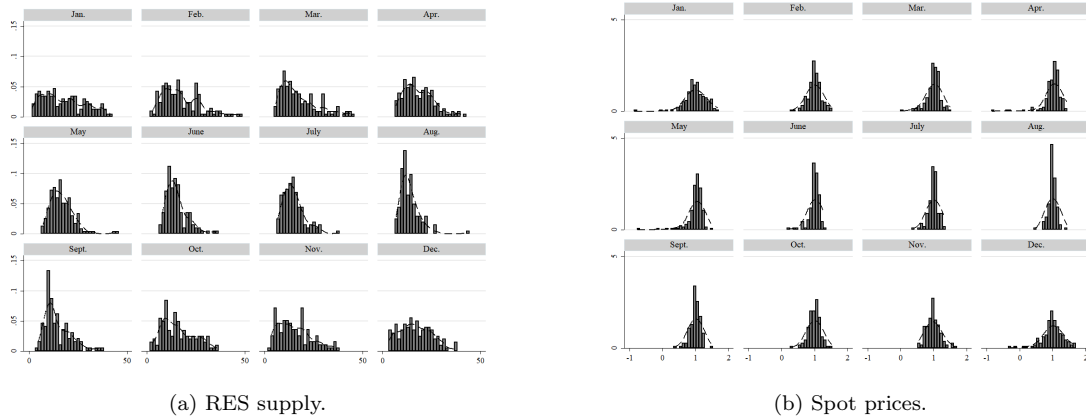 Jan. Feb. Mar. Apr.
.15
.1
.05
0
May June July Aug.
.15
.1
.05
0
Sept. Oct. Nov. Dec.
.15
.1
.05
0
0 50 0 50 0 50 0 50
(a) RES supply.
Jan. Feb. Mar. Apr.
5
0
May June July Aug.
5
0
Sept. Oct. Nov. Dec.
5
0
-1 0 1 2 -1 0 1 2 -1 0 1 2 -1 0 1 2
(b) Spot prices.